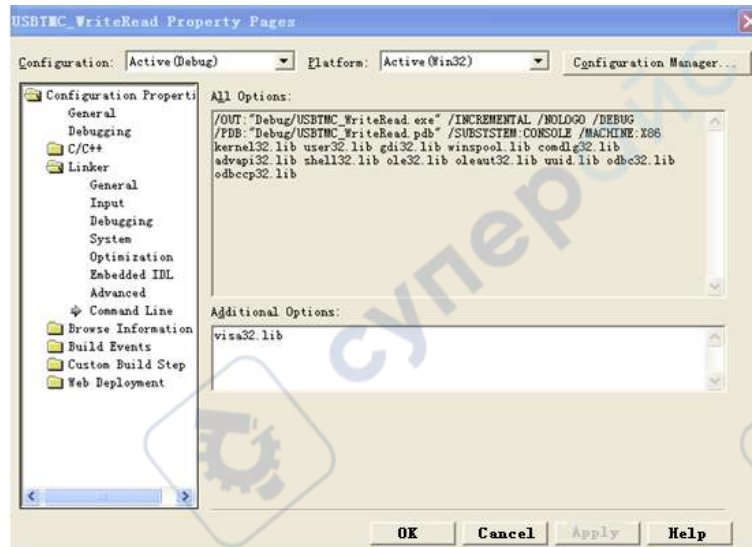 USBTMC_WriteRead Property Pages
Configuration: Active(Debug) Platform: Active(Win32) Configuration Manager...
Configuration Properti
General
Debugging
C/C++
Linker
General
Input
Debugging
System
Optimization
Embedded IDL
Advanced
Command Line
Browse Information
Build Events
Custom Build Step
Web Deployment
All Options:
/OUT:"Debug/USBTMC_WriteRead.exe" /INCREMENTAL /NOLOGO /DEBUG
/PDB:"Debug/USBTMC_WriteRead.pdb" /SUBSYSTEM:CONSOLE /MACHINE:X86
kernel32.lib user32.lib gdi32.lib winspool.lib comdlg32.lib
advapi32.lib shell32.lib ole32.lib oleaut32.lib uuid.lib odbc32.lib
odbccp32.lib
Additional Options:
visa32.lib
OK Cancel Apply Help
суперайс